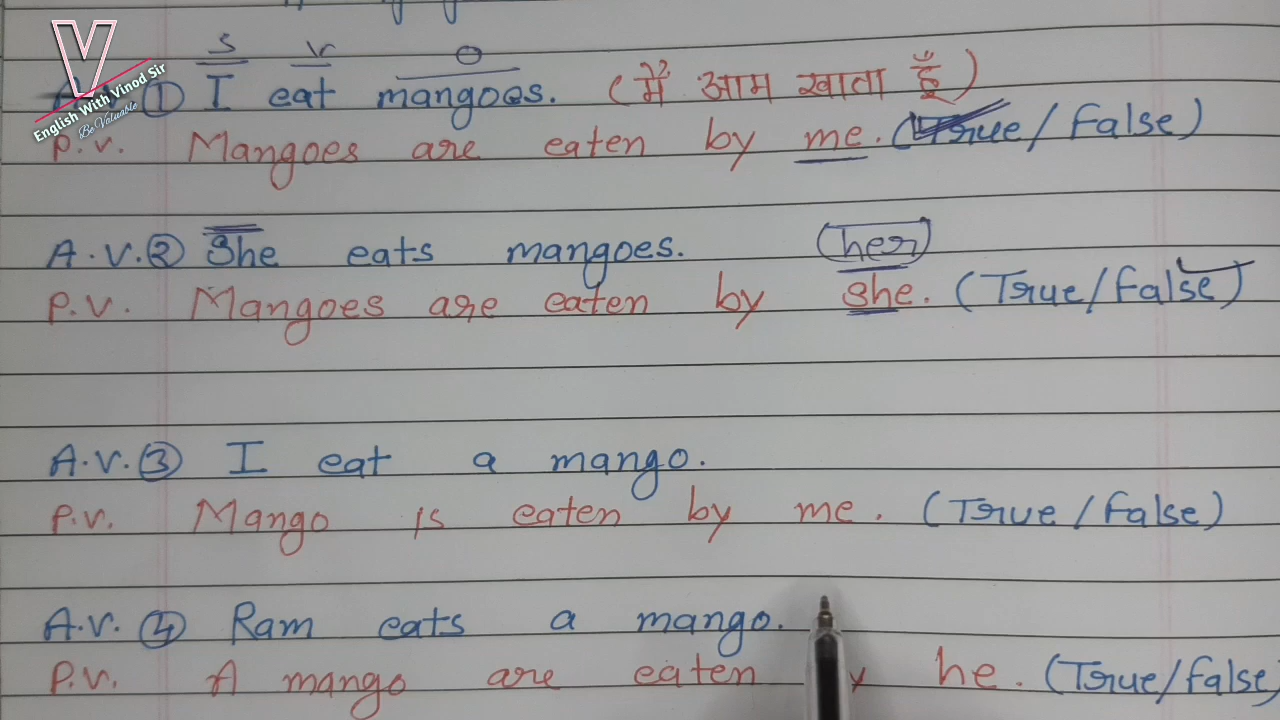 V
English With Vinod Sir
Be Valuable
S V O
A.V. ① I eat mangoes. (मैं आम खाता हूँ)
P.V. Mangoes are eaten by me. (True/False)
A.V. ② She eats mangoes. (her)
P.V. Mangoes are eaten by she. (True/False)
A.V. ③ I eat a mango.
P.V. Mango is eaten by me. (True/False)
A.V. ④ Ram eats a mango.
P.V. A mango are eaten he. (True/False)